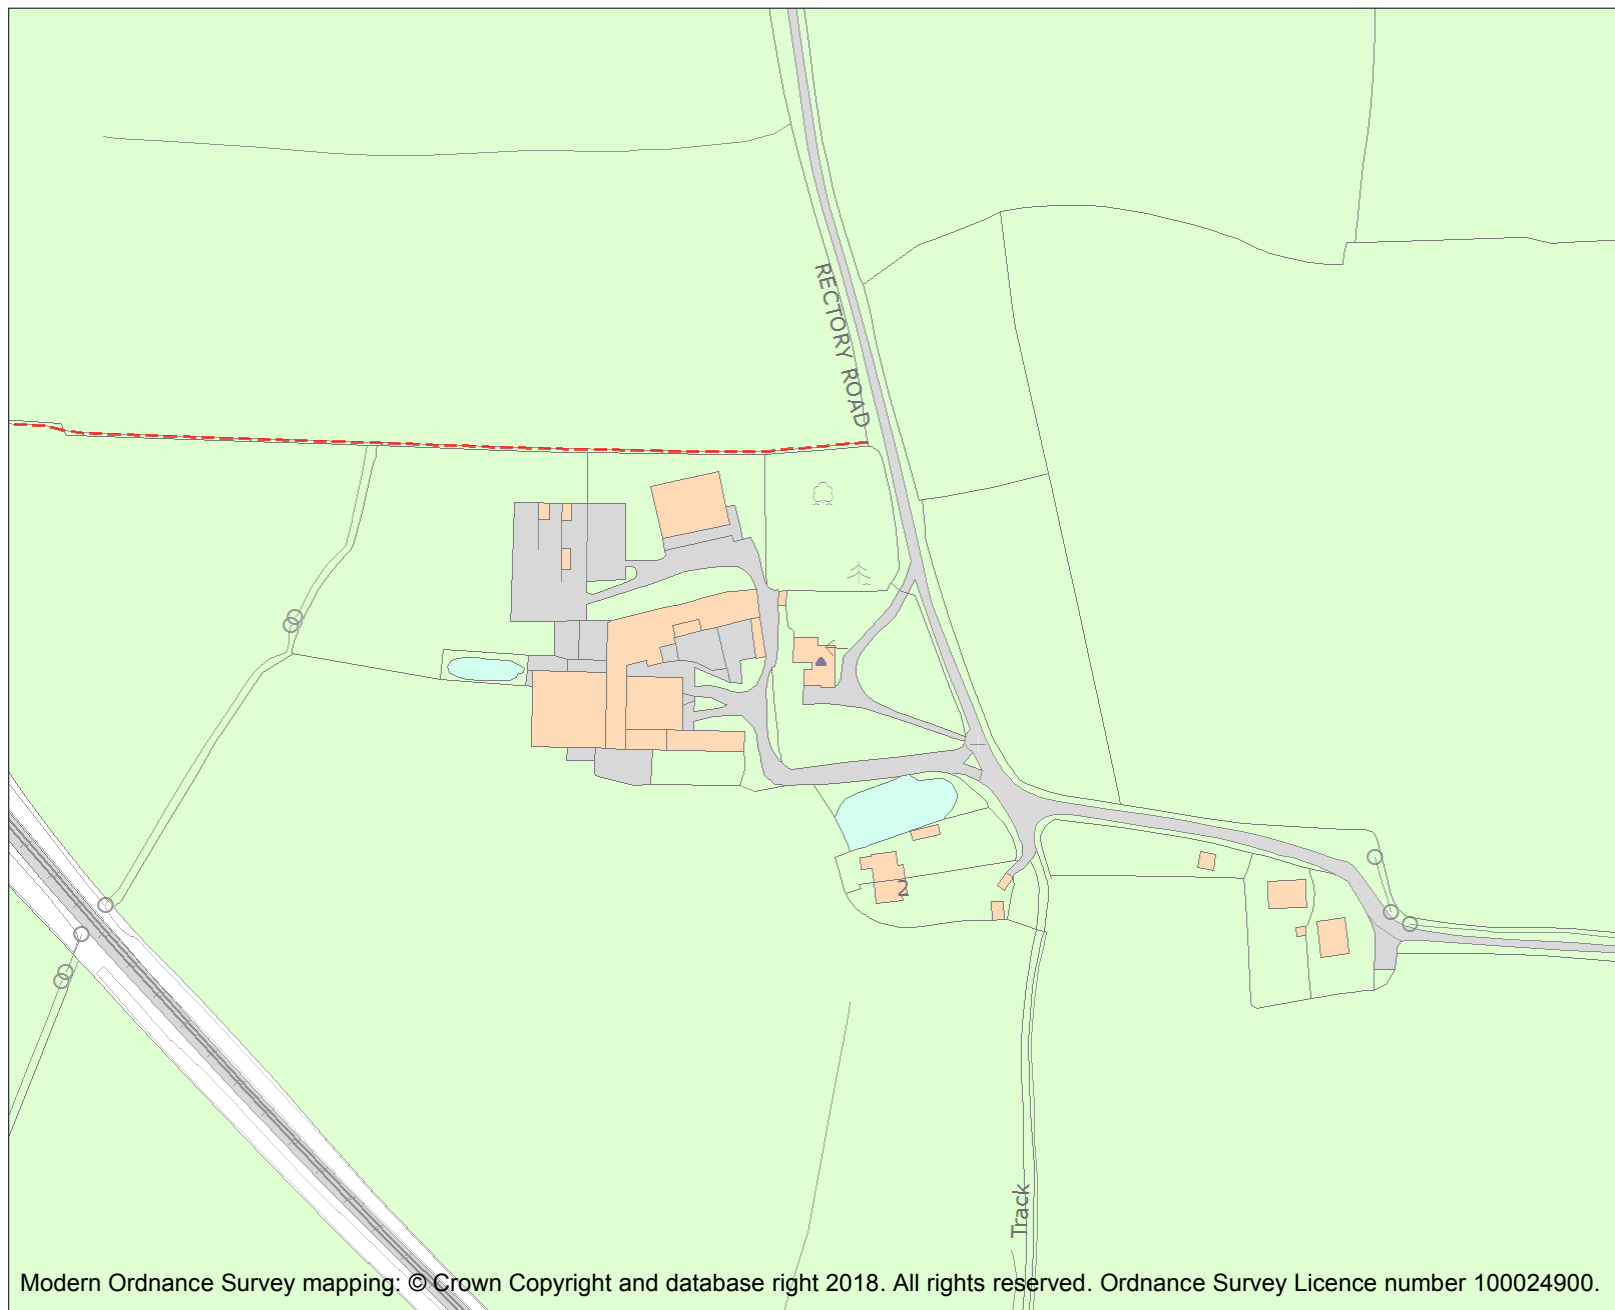 RECTORY ROAD
2
Track
Modern Ordnance Survey mapping: © Crown Copyright and database right 2018. All rights reserved. Ordnance Survey Licence number 100024900.